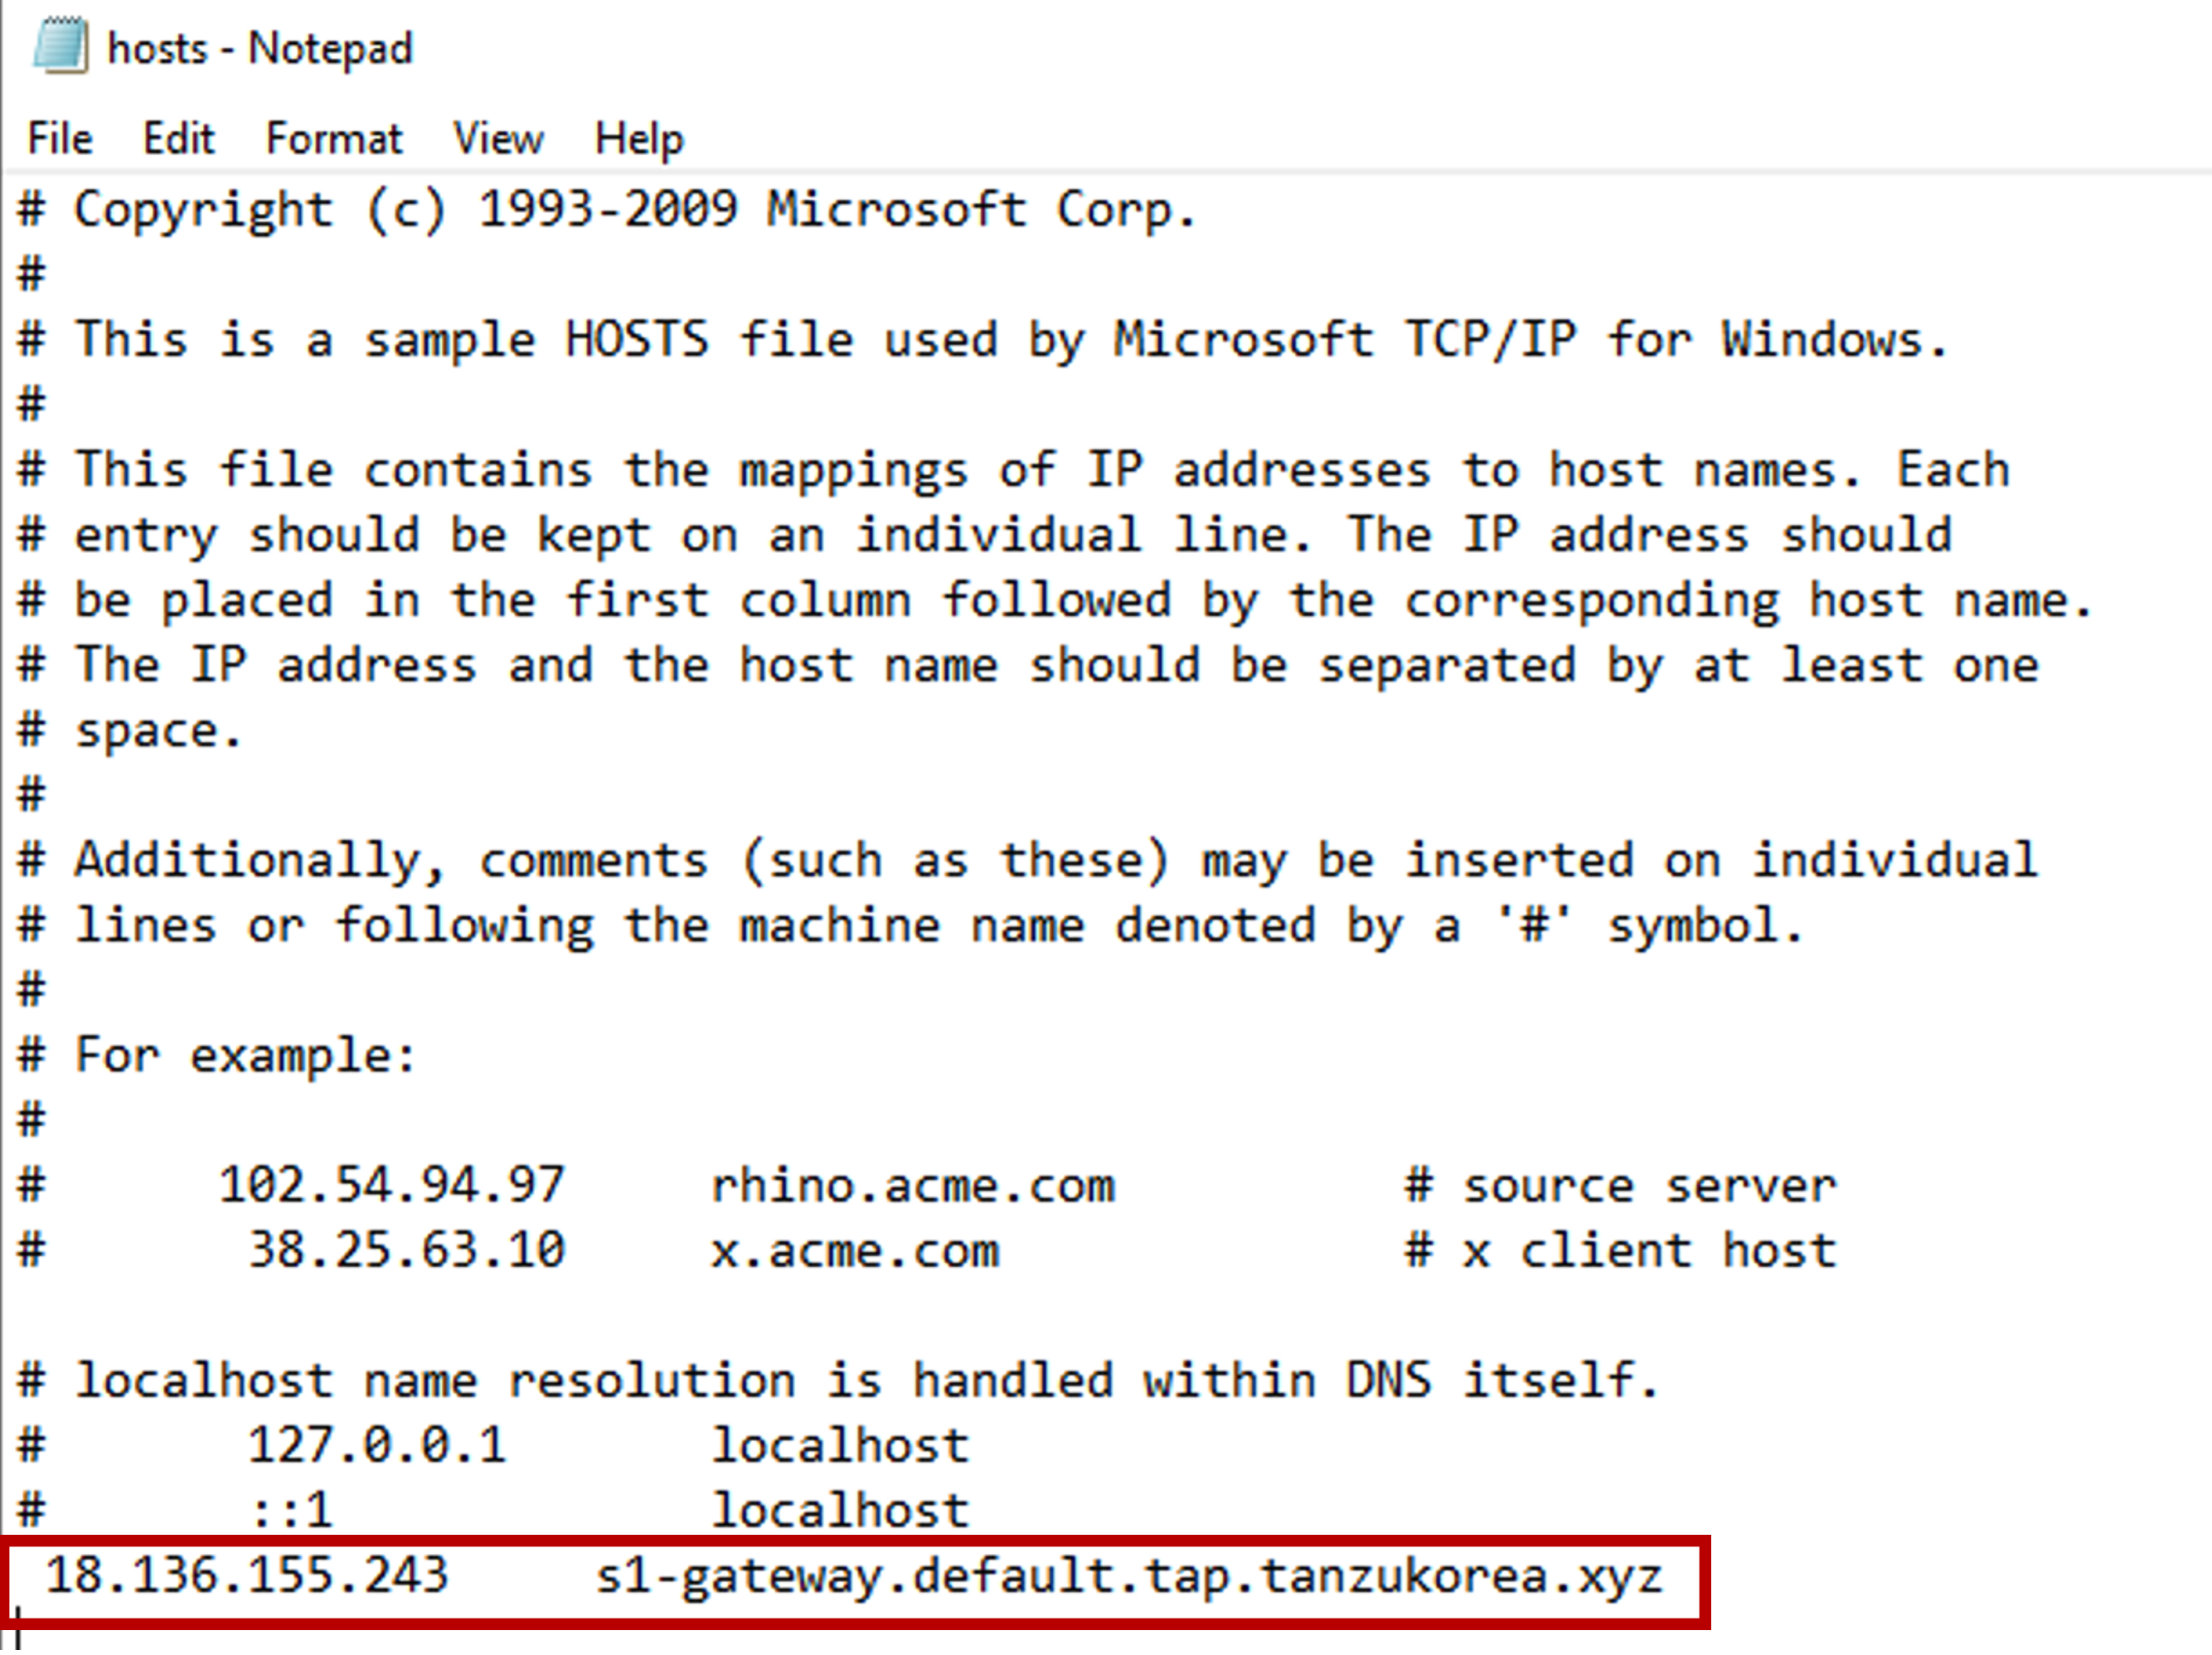 hosts - Notepad
File Edit Format View Help
# Copyright (c) 1993-2009 Microsoft Corp.
#
# This is a sample HOSTS file used by Microsoft TCP/IP for Windows.
#
# This file contains the mappings of IP addresses to host names. Each
# entry should be kept on an individual line. The IP address should
# be placed in the first column followed by the corresponding host name.
# The IP address and the host name should be separated by at least one
# space.
#
# Additionally, comments (such as these) may be inserted on individual
# lines or following the machine name denoted by a '#' symbol.
#
# For example:
#
#      102.54.94.97     rhino.acme.com          # source server
#       38.25.63.10     x.acme.com              # x client host

# localhost name resolution is handled within DNS itself.
#       127.0.0.1       localhost
#       ::1             localhost
 18.136.155.243     s1-gateway.default.tap.tanzukorea.xyz